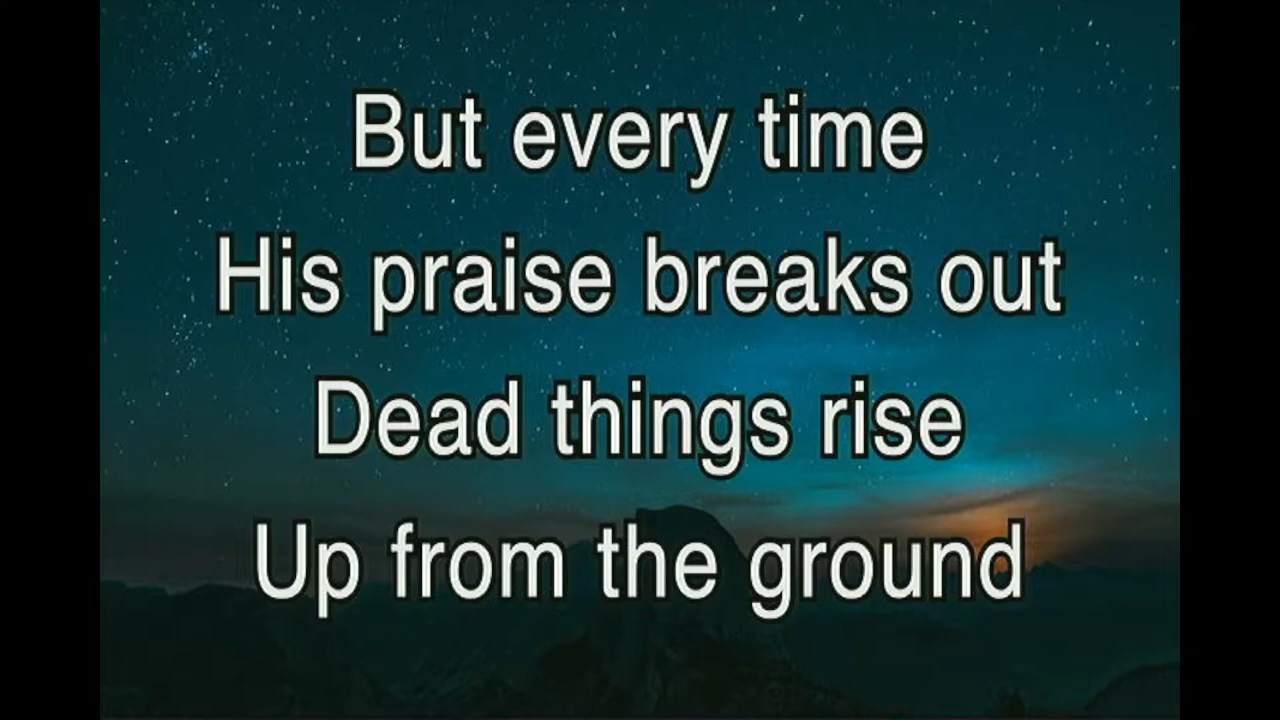 But every time
His praise breaks out
Dead things rise
Up from the ground